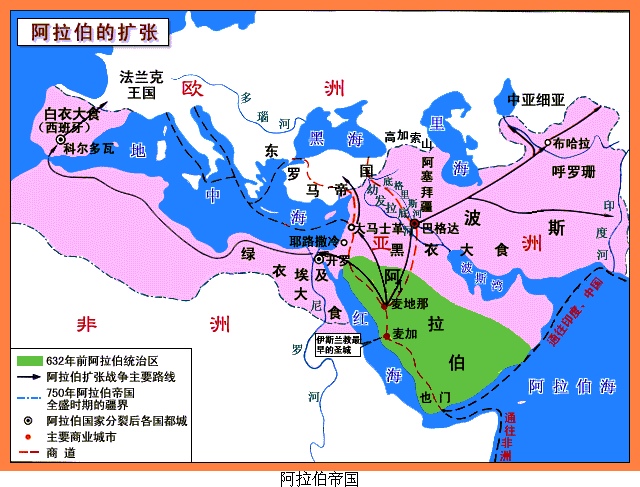 阿拉伯的扩张
法兰克
王国
欧
洲
多
瑙
河
黑
海
里
海
高加索山
中亚细亚
布哈拉
呼罗珊
白衣大食
(西班牙)
科尔多瓦
地
中
海
东
罗
马
帝
国
阿塞拜疆
幼
发
拉
底
河
底
格
里
斯
河
大马士革
巴格达
波
斯
印
度
河
耶路撒冷
亚
洲
黑
衣
大
食
波
斯
湾
绿
衣
大
食
埃
及
开罗
尼
罗
河
非
洲
红
海
阿
拉
伯
麦地那
麦加
伊斯兰教最
早的圣城
也门
阿拉伯海
通往印度、中国
通往非洲
632年前阿拉伯统治区
阿拉伯扩张战争主要路线
750年阿拉伯帝国
全盛时期的疆界
阿拉伯国家分裂后各国都城
主要商业城市
商道
阿拉伯帝国